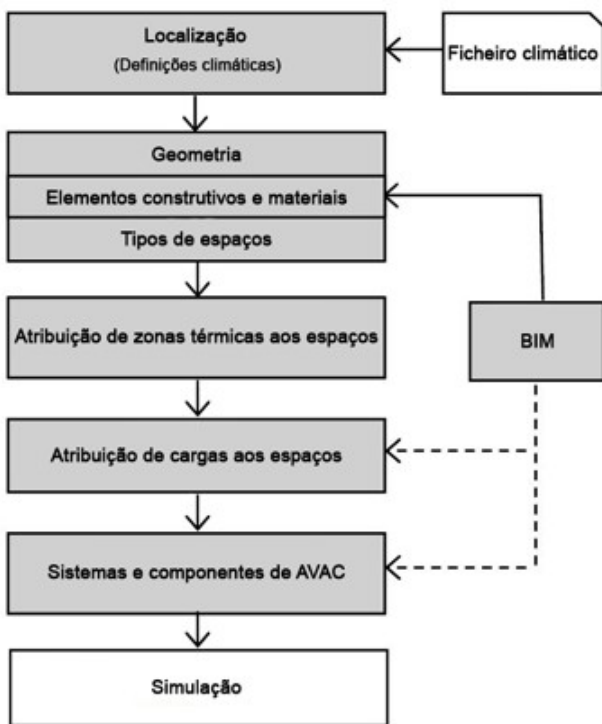 Localização
(Definições climáticas)
Ficheiro climático
Geometria
Elementos construtivos e materiais
Tipos de espaços
Atribuição de zonas térmicas aos espaços
BIM
Atribuição de cargas aos espaços
Sistemas e componentes de AVAC
Simulação